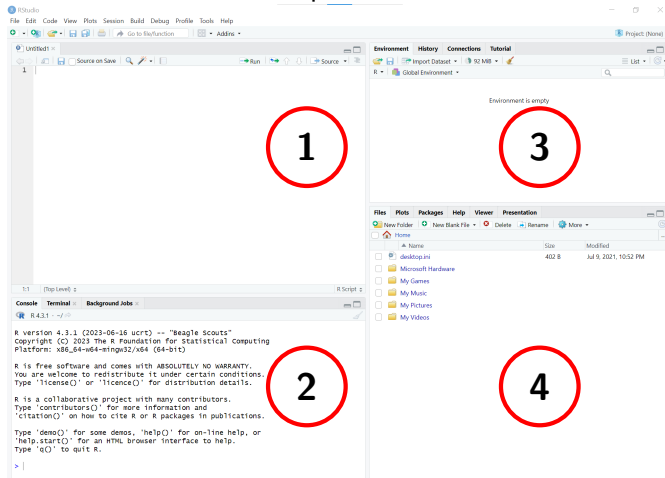 RStudio
File Edit Code View Plots Session Build Debug Profile Tools Help
Go to file/function Addins Project: (None)
Untitled1
Source on Save Run Source
1
1
1:1 (Top Level) R Script
Console Terminal Background Jobs
R 4.3.1 · ~/
R version 4.3.1 (2023-06-16 ucrt) -- "Beagle Scouts"
Copyright (C) 2023 The R Foundation for Statistical Computing
Platform: x86_64-w64-mingw32/x64 (64-bit)
R is free software and comes with ABSOLUTELY NO WARRANTY.
You are welcome to redistribute it under certain conditions.
Type 'license()' or 'licence()' for distribution details.
R is a collaborative project with many contributors.
Type 'contributors()' for more information and
'citation()' on how to cite R or R packages in publications.
Type 'demo()' for some demos, 'help()' for on-line help, or
'help.start()' for an HTML browser interface to help.
Type 'q()' to quit R.
>
2
Environment History Connections Tutorial
Import Dataset 92 MiB List
R Global Environment
Environment is empty
3
Files Plots Packages Help Viewer Presentation
New Folder New Blank File Delete Rename More
Home
Name Size Modified
desktop.ini 402 B Jul 9, 2021, 10:52 PM
Microsoft Hardware
My Games
My Music
My Pictures
My Videos
4